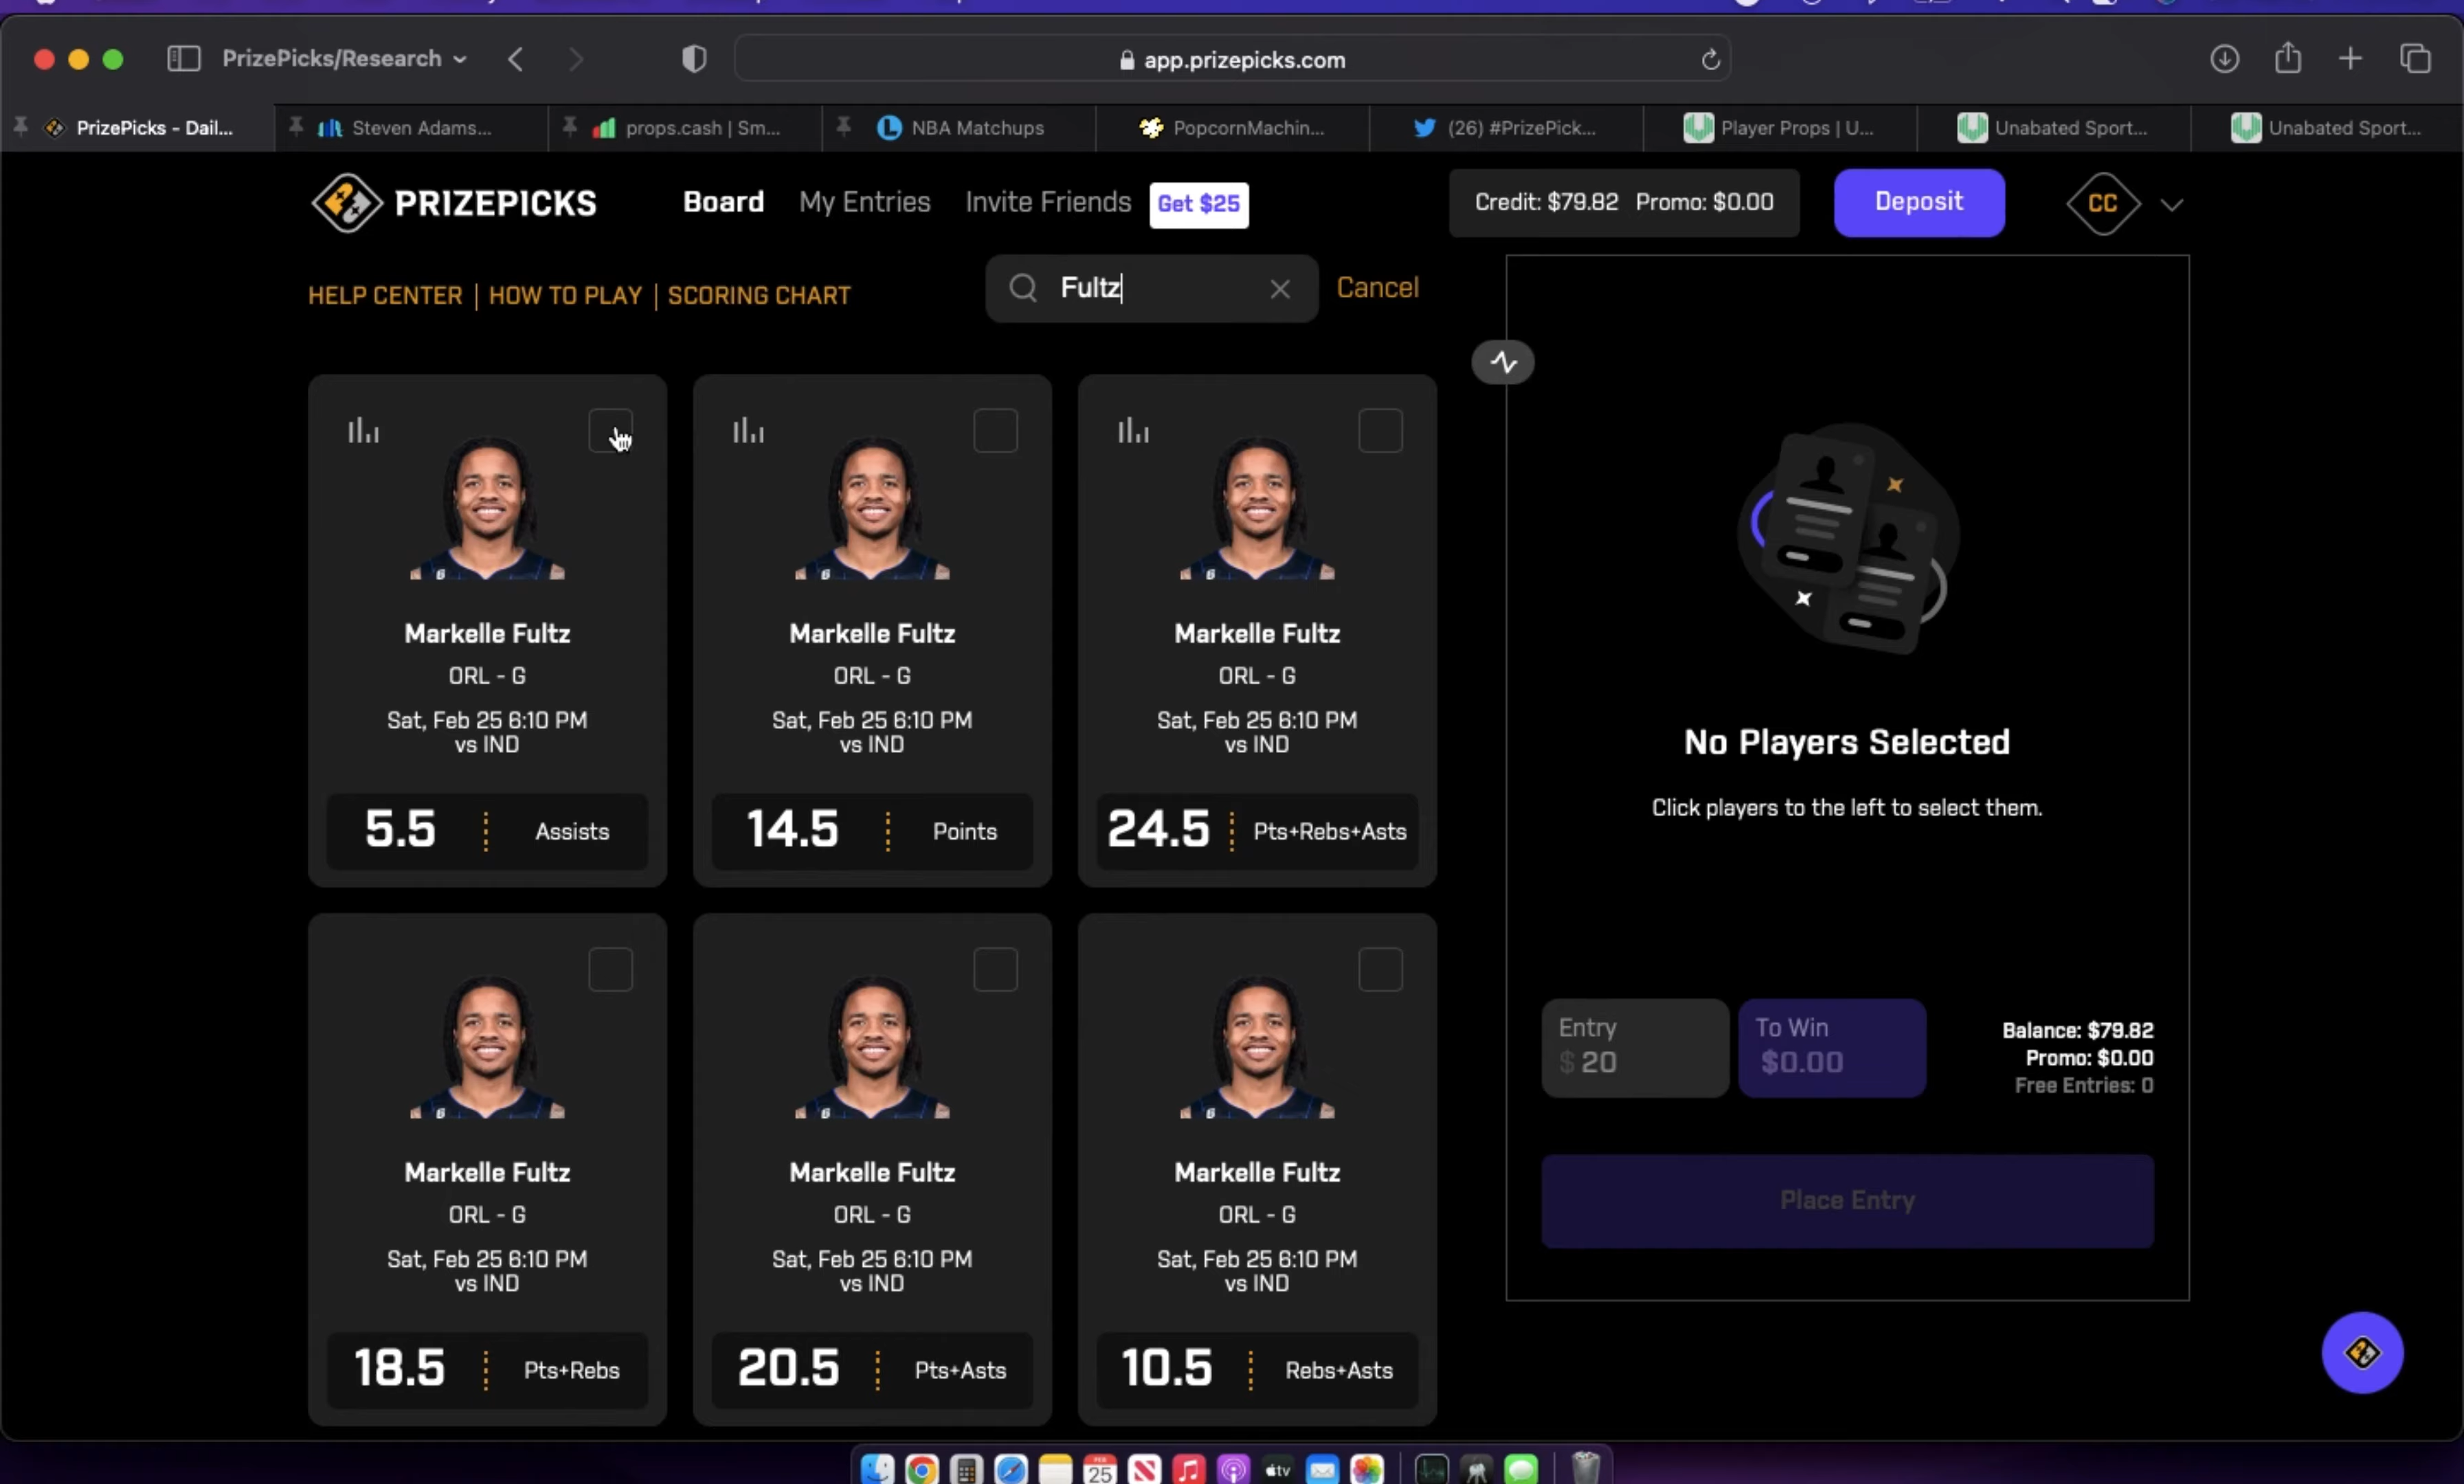 PrizePicks/Research
app.prizepicks.com
PrizePicks - Dail...
Steven Adams...
props.cash | Sm...
NBA Matchups
PopcornMachin...
(26) #PrizePick...
Player Props | U...
Unabated Sport...
Unabated Sport...
PRIZEPICKS
Board
My Entries
Invite Friends
Get $25
Credit: $79.82 Promo: $0.00
Deposit
CC
HELP CENTER | HOW TO PLAY | SCORING CHART
Fultz
Cancel
Markelle Fultz
ORL - G
Sat, Feb 25 6:10 PM
vs IND
5.5 Assists
Markelle Fultz
ORL - G
Sat, Feb 25 6:10 PM
vs IND
14.5 Points
Markelle Fultz
ORL - G
Sat, Feb 25 6:10 PM
vs IND
24.5 Pts+Rebs+Asts
Markelle Fultz
ORL - G
Sat, Feb 25 6:10 PM
vs IND
18.5 Pts+Rebs
Markelle Fultz
ORL - G
Sat, Feb 25 6:10 PM
vs IND
20.5 Pts+Asts
Markelle Fultz
ORL - G
Sat, Feb 25 6:10 PM
vs IND
10.5 Rebs+Asts
No Players Selected
Click players to the left to select them.
Entry
$ 20
To Win
$0.00
Balance: $79.82
Promo: $0.00
Free Entries: 0
Place Entry
FEB
25
tv